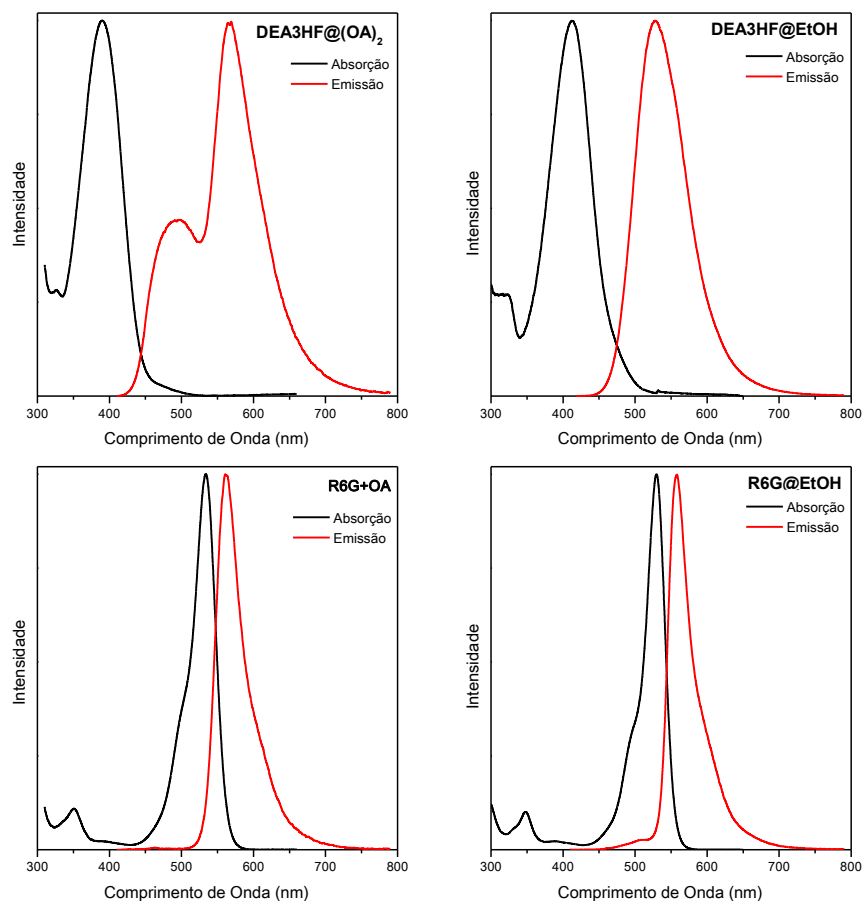 DEA3HF@(OA)2
Absorção
Emissão
Intensidade
300 400 500 600 700 800
Comprimento de Onda (nm)
DEA3HF@EtOH
Absorção
Emissão
Intensidade
300 400 500 600 700 800
Comprimento de Onda (nm)
R6G+OA
Absorção
Emissão
Intensidade
300 400 500 600 700 800
Comprimento de Onda (nm)
R6G@EtOH
Absorção
Emissão
Intensidade
300 400 500 600 700 800
Comprimento de Onda (nm)